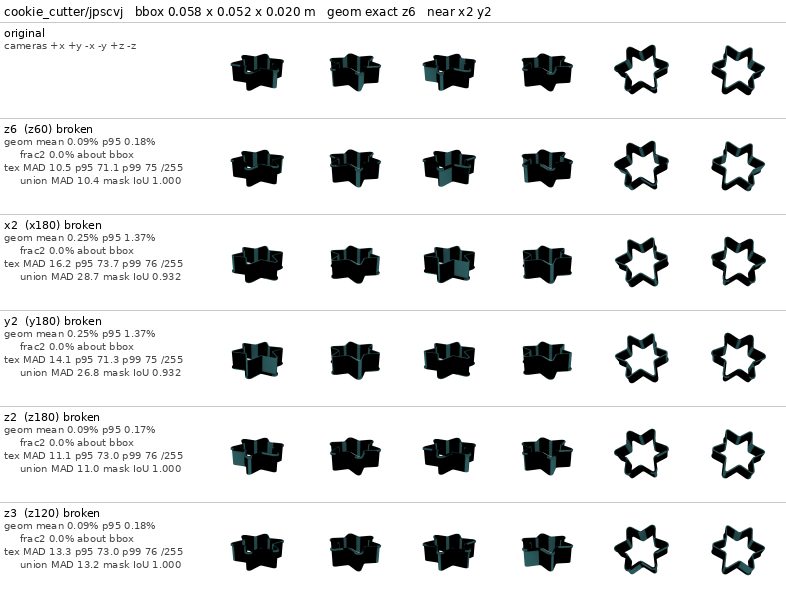 cookie_cutter/jpscvj   bbox 0.058 x 0.052 x 0.020 m   geom exact z6   near x2 y2
original
cameras +x +y -x -y +z -z
z6  (z60) broken
geom mean 0.09% p95 0.18%
frac2 0.0% about bbox
tex MAD 10.5 p95 71.1 p99 75 /255
union MAD 10.4 mask IoU 1.000
x2  (x180) broken
geom mean 0.25% p95 1.37%
frac2 0.0% about bbox
tex MAD 16.2 p95 73.7 p99 76 /255
union MAD 28.7 mask IoU 0.932
y2  (y180) broken
geom mean 0.25% p95 1.37%
frac2 0.0% about bbox
tex MAD 14.1 p95 71.3 p99 75 /255
union MAD 26.8 mask IoU 0.932
z2  (z180) broken
geom mean 0.09% p95 0.17%
frac2 0.0% about bbox
tex MAD 11.1 p95 73.0 p99 76 /255
union MAD 11.0 mask IoU 1.000
z3  (z120) broken
geom mean 0.09% p95 0.18%
frac2 0.0% about bbox
tex MAD 13.3 p95 73.0 p99 76 /255
union MAD 13.2 mask IoU 1.000